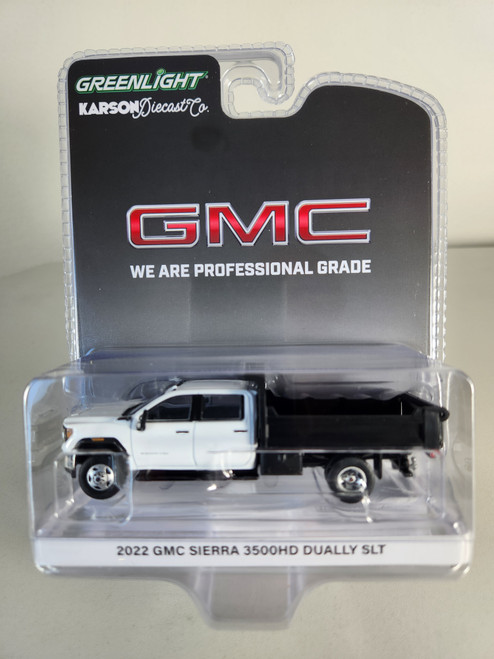 GREENLIGHT
KARSON Diecast Co.
GMC
WE ARE PROFESSIONAL GRADE
2022 GMC SIERRA 3500HD DUALLY SLT